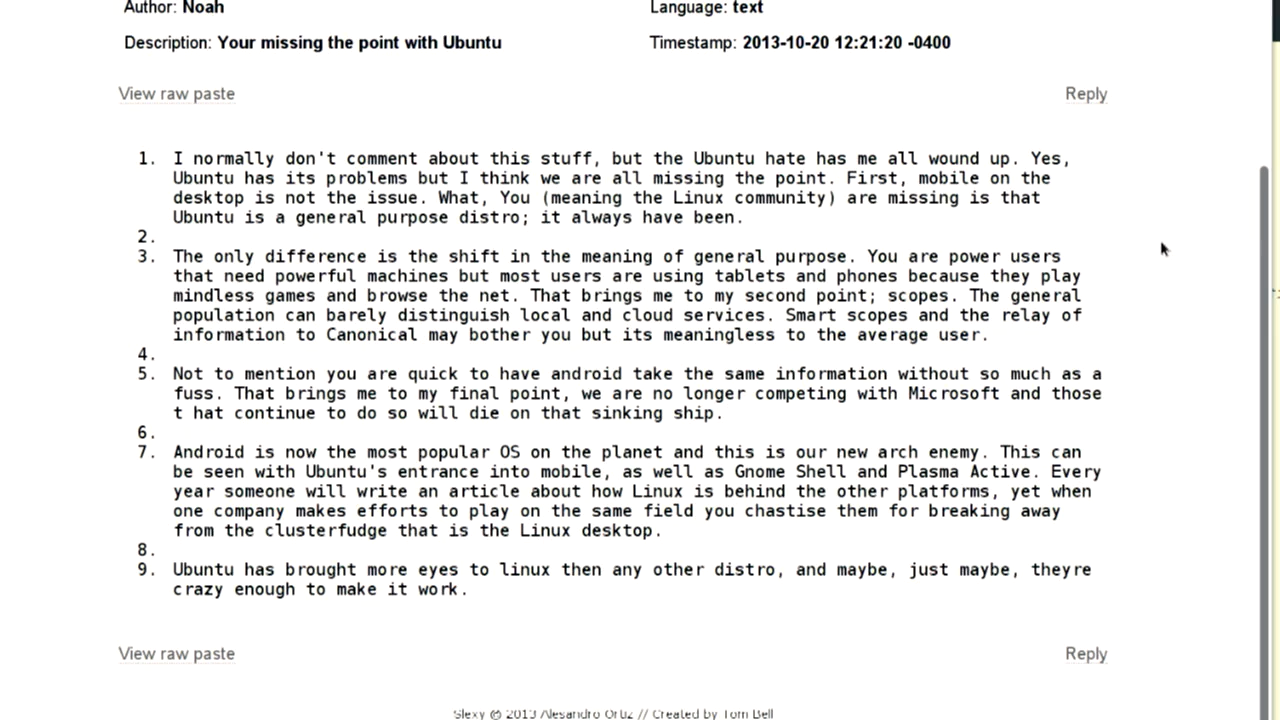 Author: Noah
Language: text
Description: Your missing the point with Ubuntu
Timestamp: 2013-10-20 12:21:20 -0400
View raw paste
Reply
1. I normally don't comment about this stuff, but the Ubuntu hate has me all wound up. Yes,
Ubuntu has its problems but I think we are all missing the point. First, mobile on the
desktop is not the issue. What, You (meaning the Linux community) are missing is that
Ubuntu is a general purpose distro; it always have been.
2.
3. The only difference is the shift in the meaning of general purpose. You are power users
that need powerful machines but most users are using tablets and phones because they play
mindless games and browse the net. That brings me to my second point; scopes. The general
population can barely distinguish local and cloud services. Smart scopes and the relay of
information to Canonical may bother you but its meaningless to the average user.
4.
5. Not to mention you are quick to have android take the same information without so much as a
fuss. That brings me to my final point, we are no longer competing with Microsoft and those
t hat continue to do so will die on that sinking ship.
6.
7. Android is now the most popular OS on the planet and this is our new arch enemy. This can
be seen with Ubuntu's entrance into mobile, as well as Gnome Shell and Plasma Active. Every
year someone will write an article about how Linux is behind the other platforms, yet when
one company makes efforts to play on the same field you chastise them for breaking away
from the clusterfudge that is the Linux desktop.
8.
9. Ubuntu has brought more eyes to linux then any other distro, and maybe, just maybe, theyre
crazy enough to make it work.
View raw paste
Reply
Slexy © 2013 Alesandro Ortiz // Created by Tom Bell